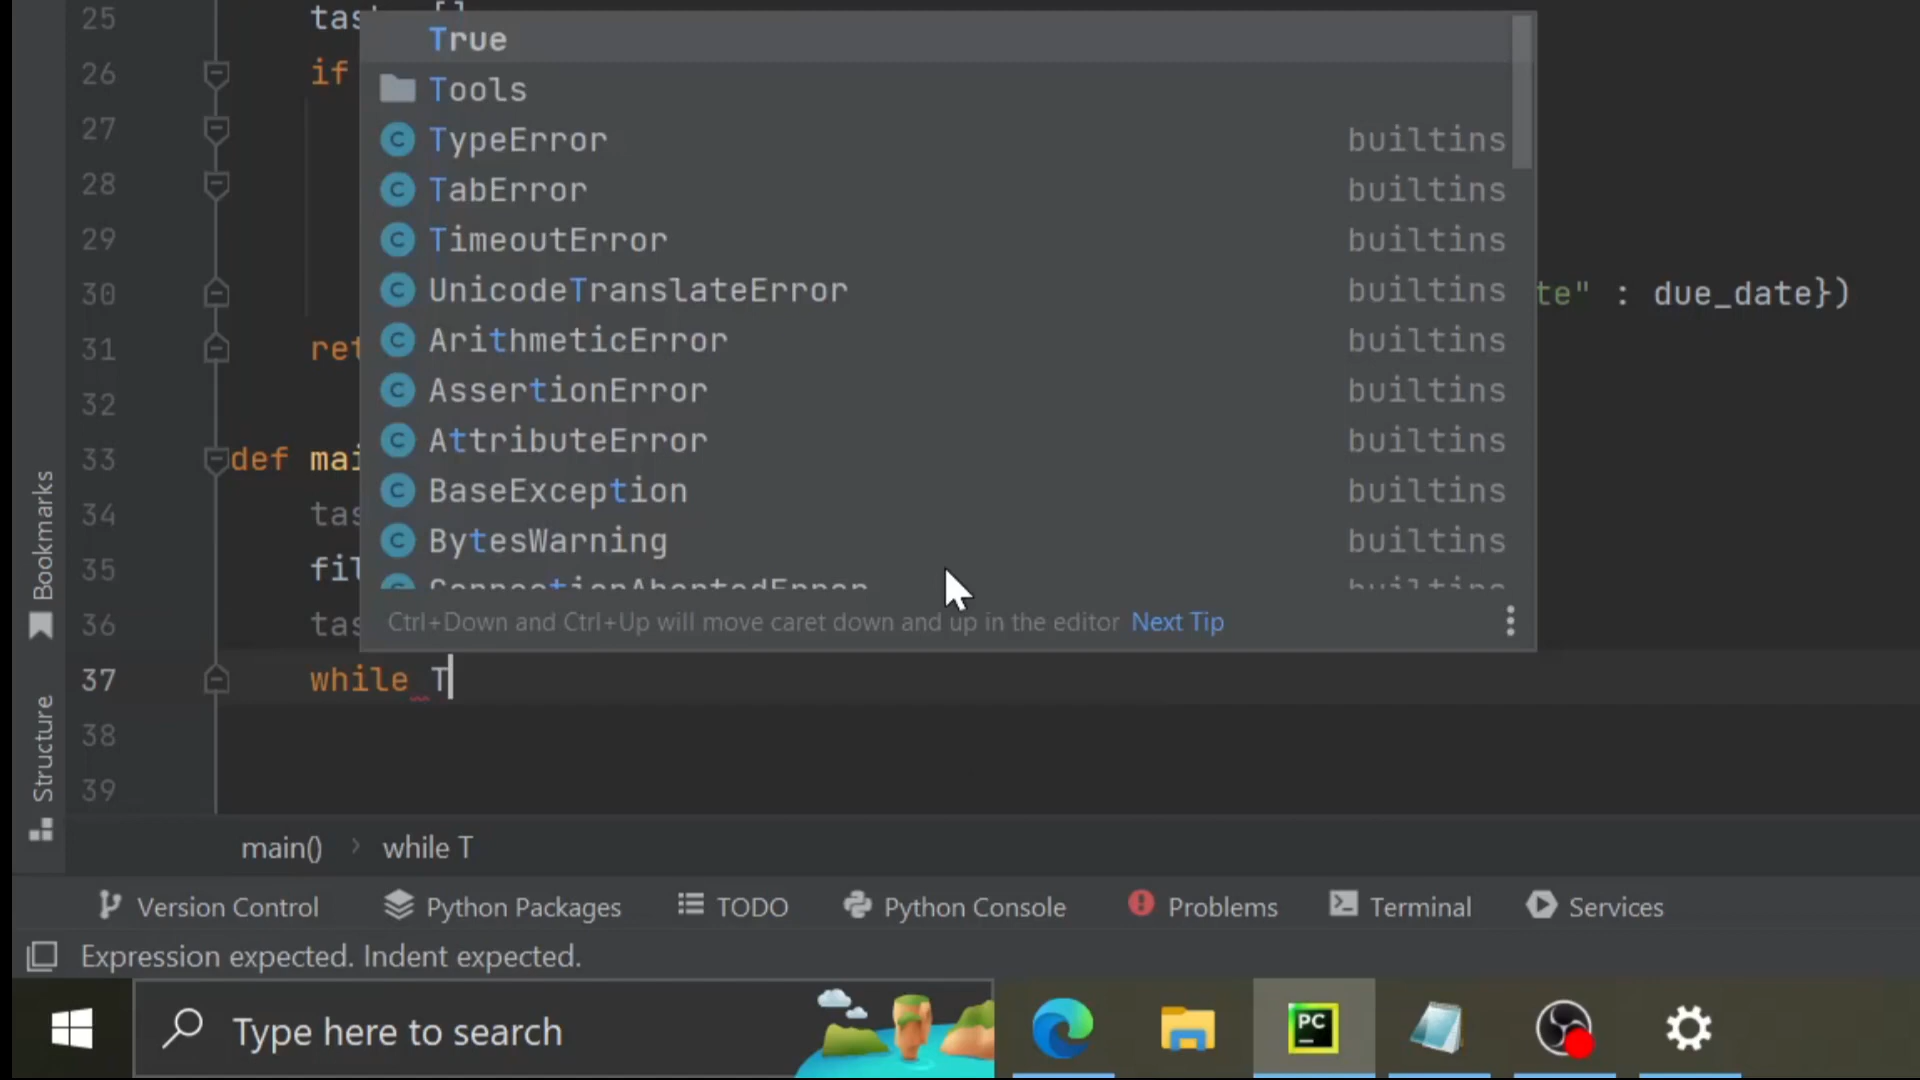 25
True
26 if
Tools
27 TypeError builtins
28 TabError builtins
29 TimeoutError builtins
30 UnicodeTranslateError builtins te" : due_date})
31 ret ArithmeticError builtins
32 AssertionError builtins
33 def mai AttributeError builtins
BaseException builtins
34 tas
35 fil BytesWarning builtins
ConnectionAbortedError builtins
36 tas Ctrl+Down and Ctrl+Up will move caret down and up in the editor Next Tip
37 while T
38
39
Bookmarks
Structure
main() › while T
Version Control Python Packages TODO Python Console Problems Terminal Services
Expression expected. Indent expected.
Type here to search PC